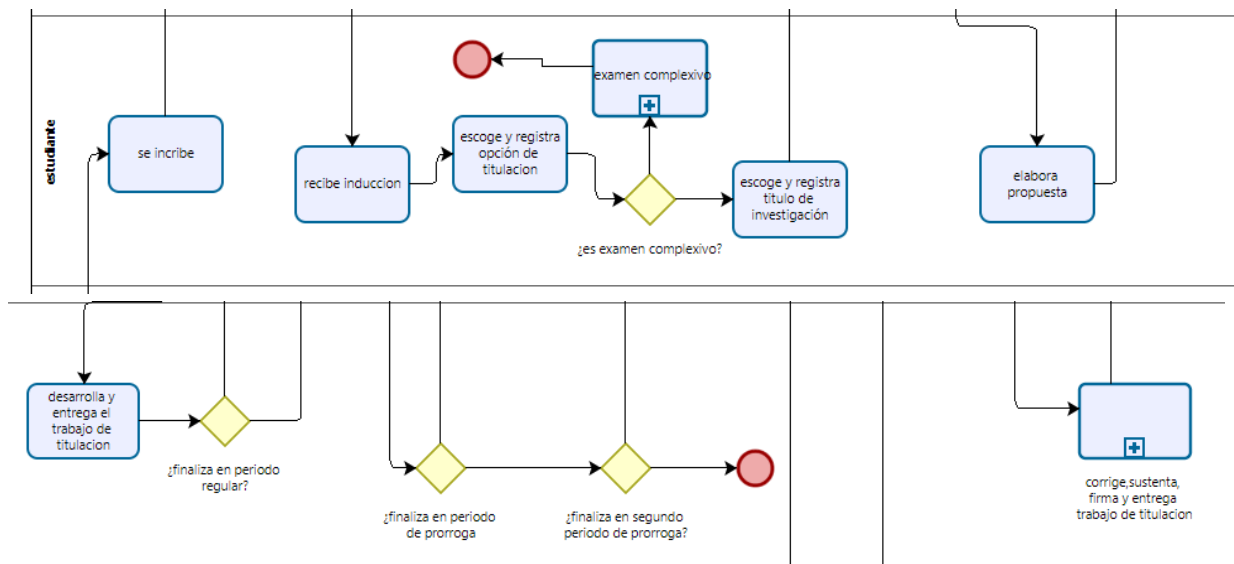 estudiante
se incribe
recibe induccion
escoge y registra
opción de
titulacion
examen complexivo
¿es examen complexivo?
escoge y registra
titulo de
investigación
elabora
propuesta
desarrolla y
entrega el
trabajo de
titulacion
¿finaliza en periodo
regular?
¿finaliza en periodo
de prorroga
¿finaliza en segundo
periodo de prorroga?
corrige,sustenta,
firma y entrega
trabajo de titulacion